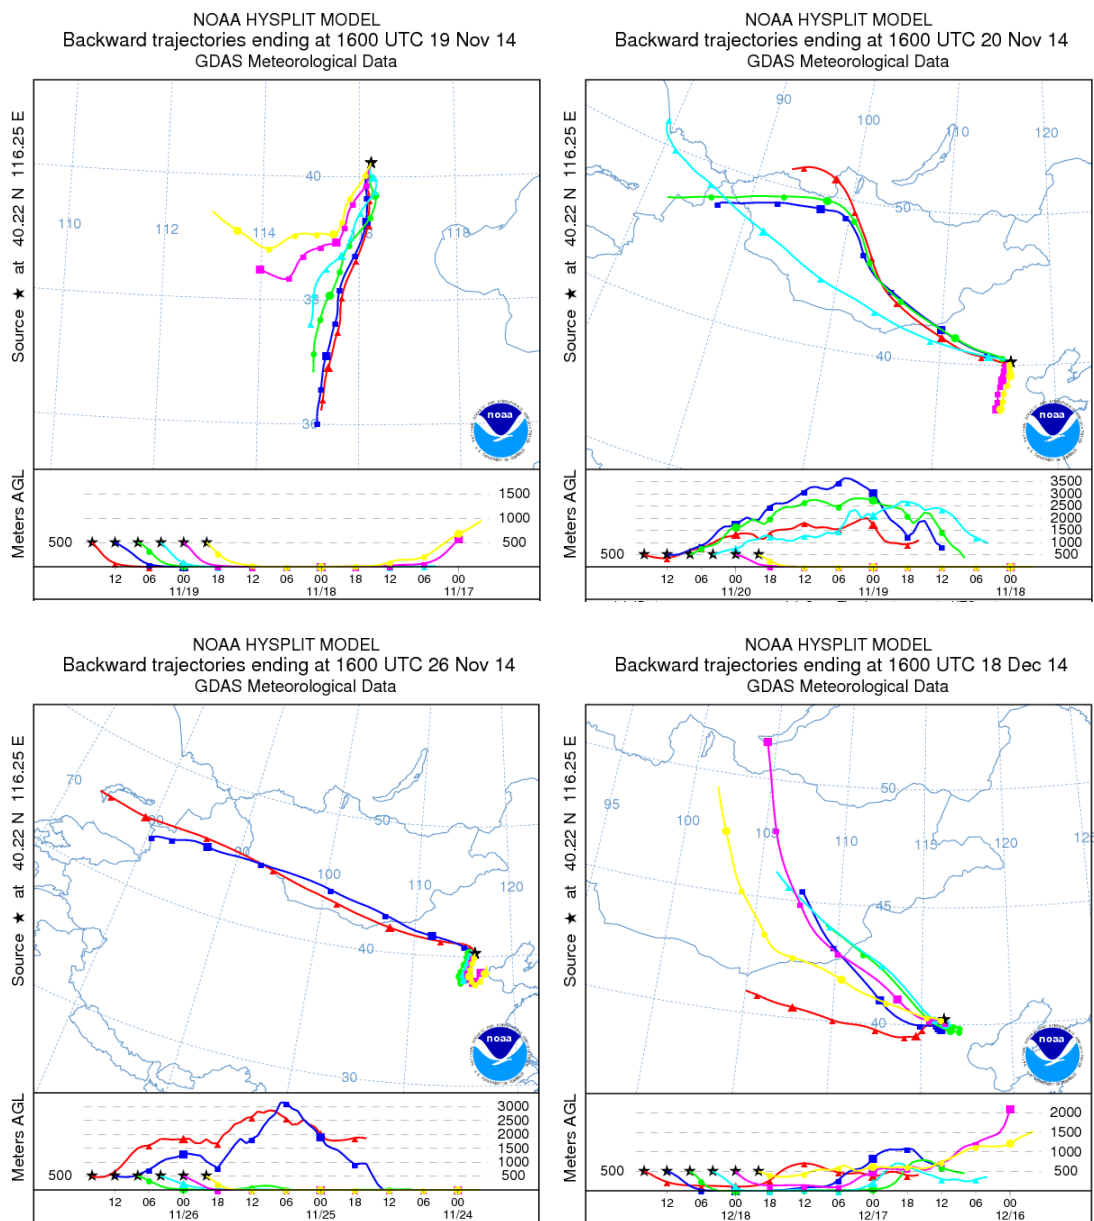 NOAA HYSPLIT MODEL
Backward trajectories ending at 1600 UTC 19 Nov 14
GDAS Meteorological Data
Source ★ at 40.22 N 116.25 E
110
112
114
118
40
38
36
noaa
Meters AGL
1500
1000
500
500
12 06 00 18 12 06 00 18 12 06 00
11/19 11/18 11/17
NOAA HYSPLIT MODEL
Backward trajectories ending at 1600 UTC 20 Nov 14
GDAS Meteorological Data
Source ★ at 40.22 N 116.25 E
90
100
110
120
50
40
noaa
Meters AGL
3500
3000
2500
2000
1500
1000
500
500
12 06 00 18 12 06 00 18 12 06 00
11/20 11/19 11/18
NOAA HYSPLIT MODEL
Backward trajectories ending at 1600 UTC 26 Nov 14
GDAS Meteorological Data
Source ★ at 40.22 N 116.25 E
70
80
90
100
110
120
50
40
30
noaa
Meters AGL
3000
2500
2000
1500
1000
500
500
12 06 00 18 12 06 00 18 12 06 00
11/26 11/25 11/24
NOAA HYSPLIT MODEL
Backward trajectories ending at 1600 UTC 18 Dec 14
GDAS Meteorological Data
Source ★ at 40.22 N 116.25 E
95
100
105
110
115
120
50
45
40
noaa
Meters AGL
2000
1500
1000
500
500
12 06 00 18 12 06 00 18 12 06 00
12/18 12/17 12/16